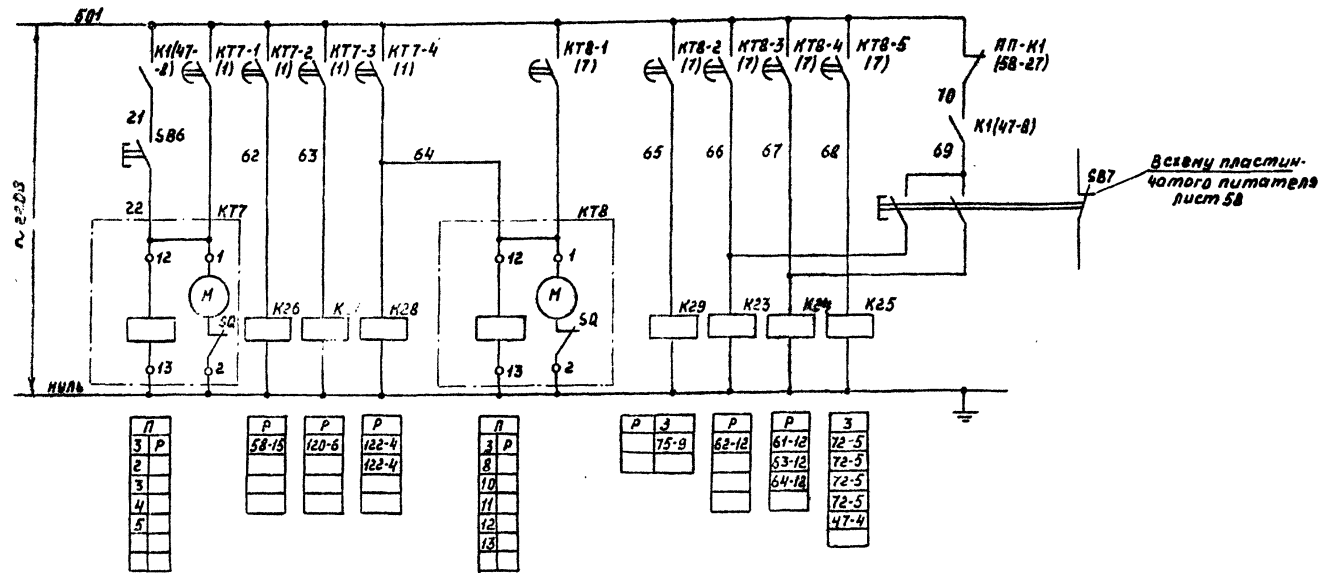 501
К1(47-8)
КТ7-1 (1)
КТ7-2 (1)
КТ7-3 (1)
КТ7-4 (1)
КТ8-1 (7)
КТ8-2 (7)
КТ8-3 (7)
КТ8-4 (7)
КТ8-5 (7)
ПП-К1 (58-27)
70
К1(47-8)
69
21
SB6
62
63
64
65
66
67
68
SB7
В схему пластин-
чатого питателя
лист 58
~220В
22
КТ7
КТ8
12
1
12
1
М
М
К26
К28
К29
К23
К24
К25
SQ
SQ
13
2
13
2
нуль
П
З Р
2
3
4
5
Р
58-15
Р
120-6
Р
122-4
122-4
П
З Р
8
10
11
12
13
Р З
75-9
Р
62-12
Р
61-12
63-12
64-12
З
72-5
72-5
72-5
72-5
47-4